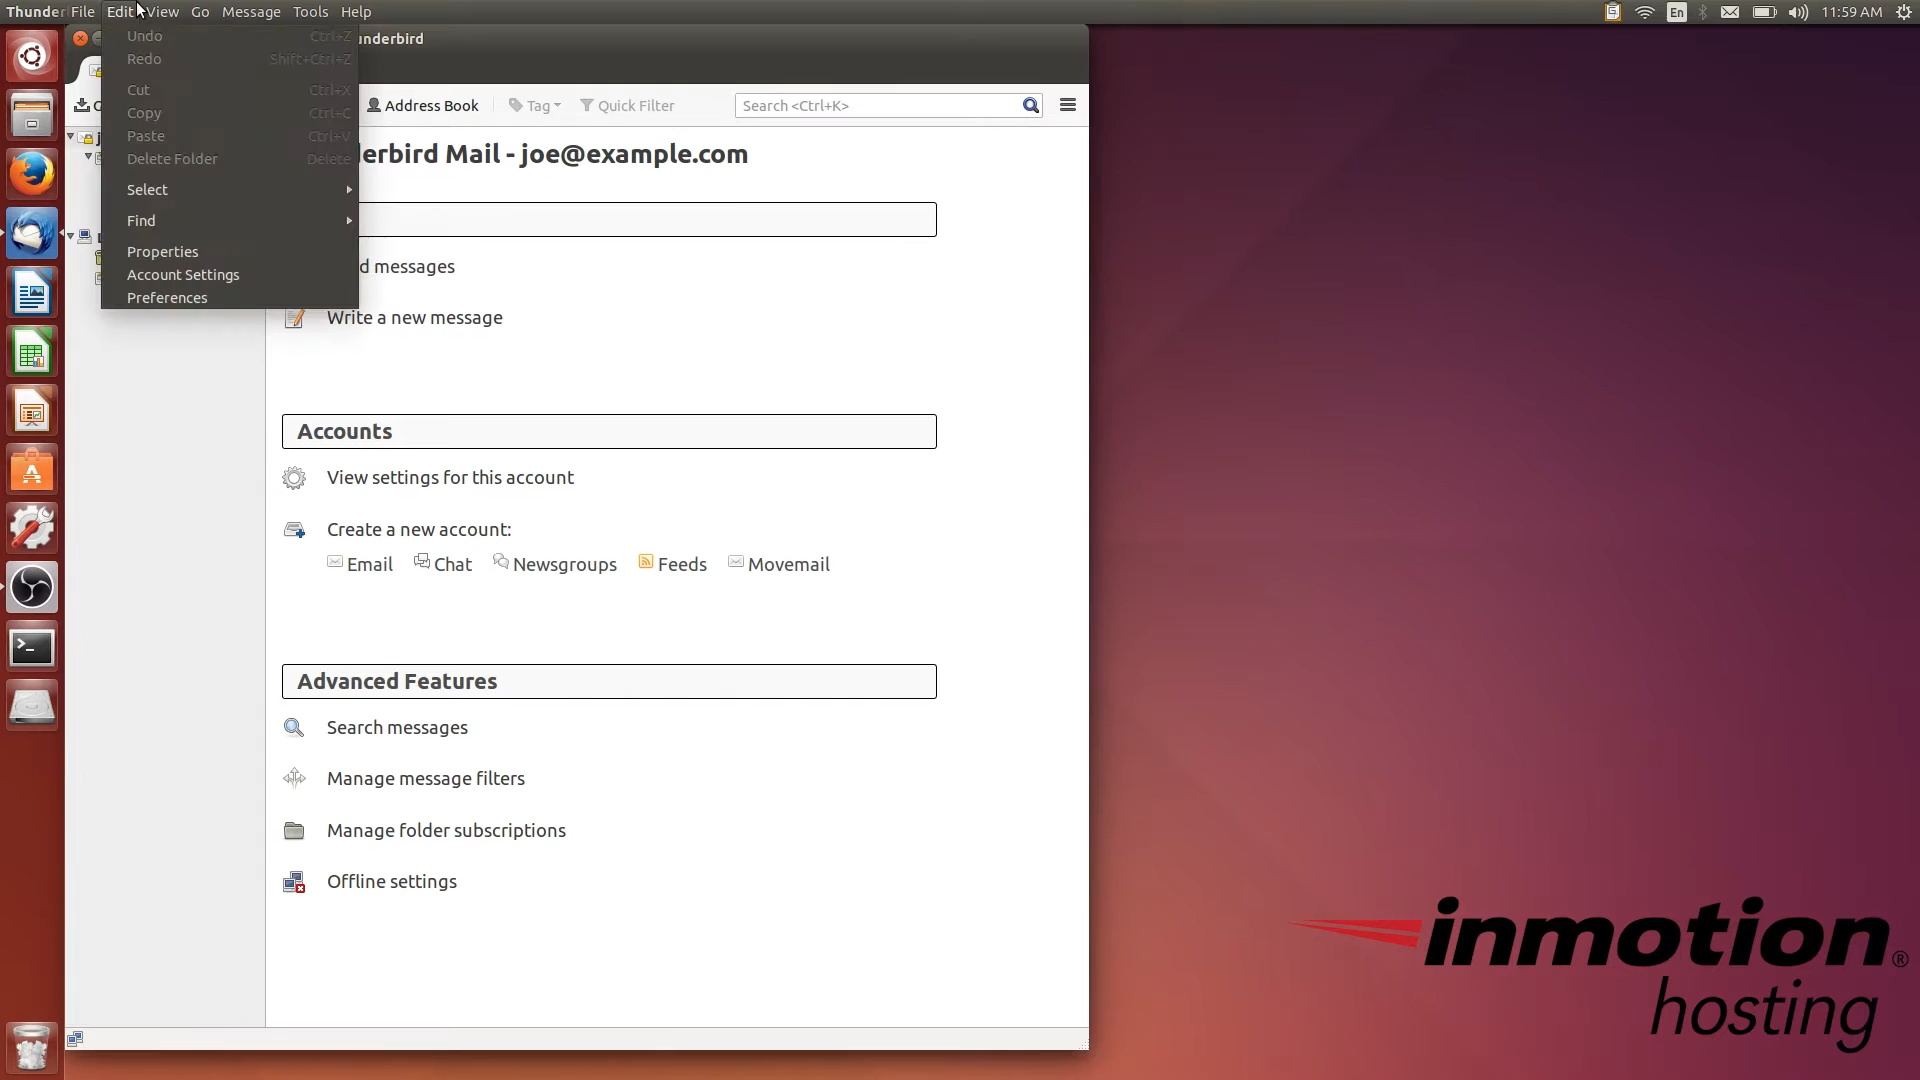 Thunder File Edit View Go Message Tools Help En 11:59 AM
underbird
Undo Ctrl+Z
Redo Shift+Ctrl+Z
Cut Ctrl+X
Copy Ctrl+C
Paste Ctrl+V
Delete Folder Delete
Select
Find
Properties
Account Settings
Preferences
Address Book Tag Quick Filter Search <Ctrl+K>
derbird Mail - joe@example.com
d messages
Write a new message
Accounts
View settings for this account
Create a new account:
Email Chat Newsgroups Feeds Movemail
Advanced Features
Search messages
Manage message filters
Manage folder subscriptions
Offline settings
inmotion®
hosting